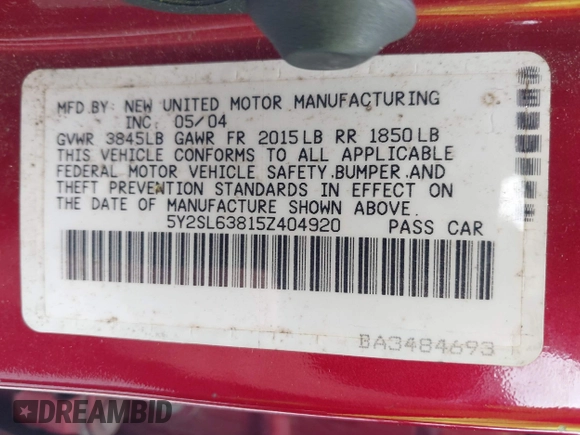 MFD BY: NEW UNITED MOTOR MANUFACTURING
INC 05/04
GVWR 3845LB GAWR FR 2015LB RR 1850LB
THIS VEHICLE CONFORMS TO ALL APPLICABLE
FEDERAL MOTOR VEHICLE SAFETY,BUMPER,AND
THEFT PREVENTION STANDARDS IN EFFECT ON
THE DATE OF MANUFACTURE SHOWN ABOVE.
5Y2SL63815Z404920 PASS CAR
BA3484693
DREAMBID